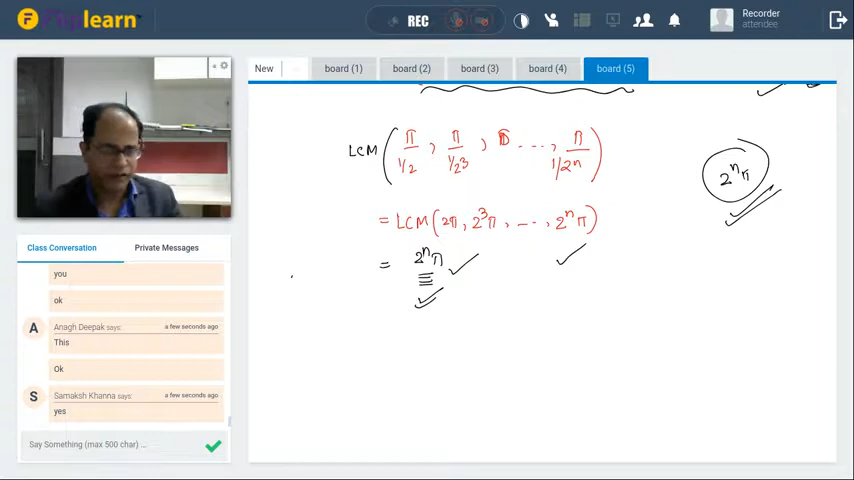 Fliplearn
REC
Recorder
attendee
New
board (1)
board (2)
board (3)
board (4)
board (5)
LCM(π/1/2, π/1/2³, π ..., π/1/2ⁿ)
= LCM(2π, 2³π, ..., 2ⁿπ)
= 2ⁿπ
2ⁿπ
Class Conversation
Private Messages
you
ok
A
Anagh Deepak says:
a few seconds ago
This
Ok
S
Samaksh Khanna says:
a few seconds ago
yes
Say Something (max 500 char) ...